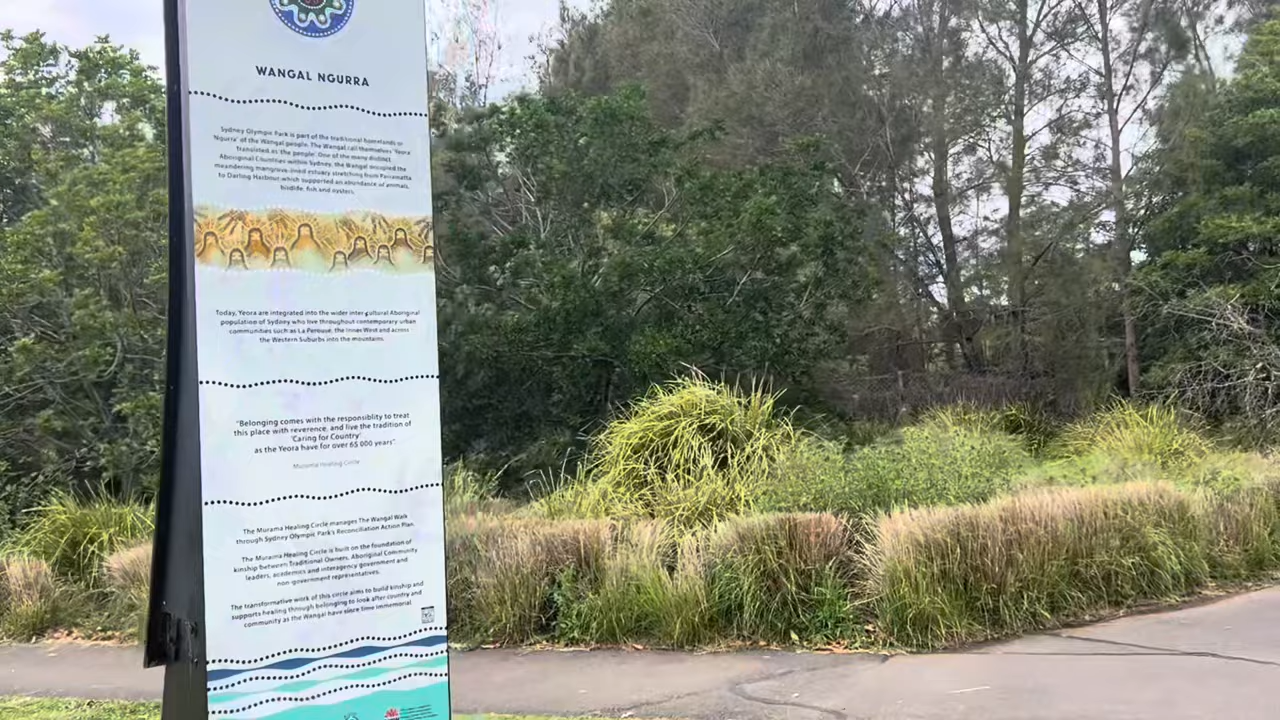 WANGAL NGURRA
Sydney Olympic Park is part of the traditional homelands or
'Ngurra' of the Wangal people. The Wangal call themselves 'Yeora'
translated as 'the people'. One of the many distinct
Aboriginal Countries within Sydney, the Wangal occupied the
meandering mangrove-lined estuary stretching from Parramatta
to Darling Harbour, which supported an abundance of animals,
birdlife, fish and oysters.
Today, Yeora are integrated into the wider inter-cultural Aboriginal
population of Sydney who live throughout contemporary urban
communities such as La Perouse, the Inner West and across
the Western Suburbs into the mountains.
"Belonging comes with the responsiblity to treat
this place with reverence, and live the tradition of
'Caring for Country'
as the Yeora have for over 65 000 years".
Murama Healing Circle
The Murama Healing Circle manages The Wangal Walk
through Sydney Olympic Park's Reconciliation Action Plan.
The Murama Healing Circle is built on the foundation of
kinship between Traditional Owners, Aboriginal Community
leaders, academics and interagency government and
non-government representatives.
The transformative work of this circle aims to build kinship and
supports healing through belonging to look after country and
community as the Wangal have since time immemorial.